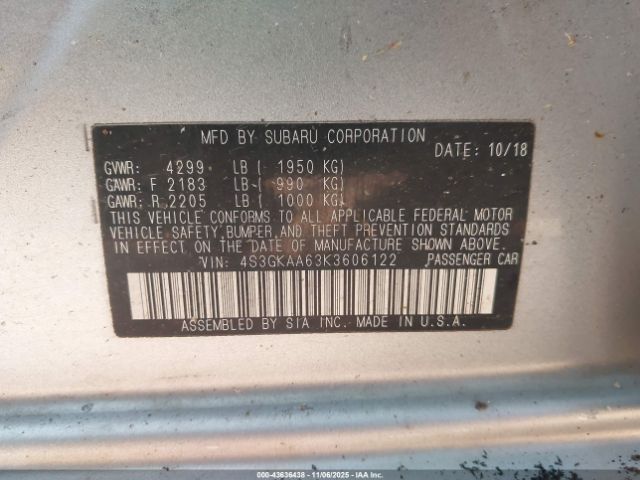 MFD BY SUBARU CORPORATION
DATE: 10/18
GVWR: 4299 LB ( 1950 KG)
GAWR: F 2183 LB ( 990 KG)
GAWR: R 2205 LB ( 1000 KG)
THIS VEHICLE CONFORMS TO ALL APPLICABLE FEDERAL MOTOR
VEHICLE SAFETY, BUMPER, AND THEFT PREVENTION STANDARDS
IN EFFECT ON THE DATE OF MANUFACTURE SHOWN ABOVE.
VIN: 4S3GKAA63K3606122 PASSENGER CAR
ASSEMBLED BY SIA INC. MADE IN U.S.A.
000-43636438 - 11/06/2025 - IAA Inc.